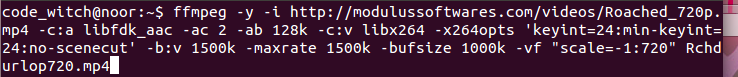 code_witch@noor:~$ ffmpeg -y -i http://modulussoftwares.com/videos/Roached_720p.
mp4 -c:a libfdk_aac -ac 2 -ab 128k -c:v libx264 -x264opts 'keyint=24:min-keyint=
24:no-scenecut' -b:v 1500k -maxrate 1500k -bufsize 1000k -vf "scale=-1:720" Rchd
urlop720.mp4